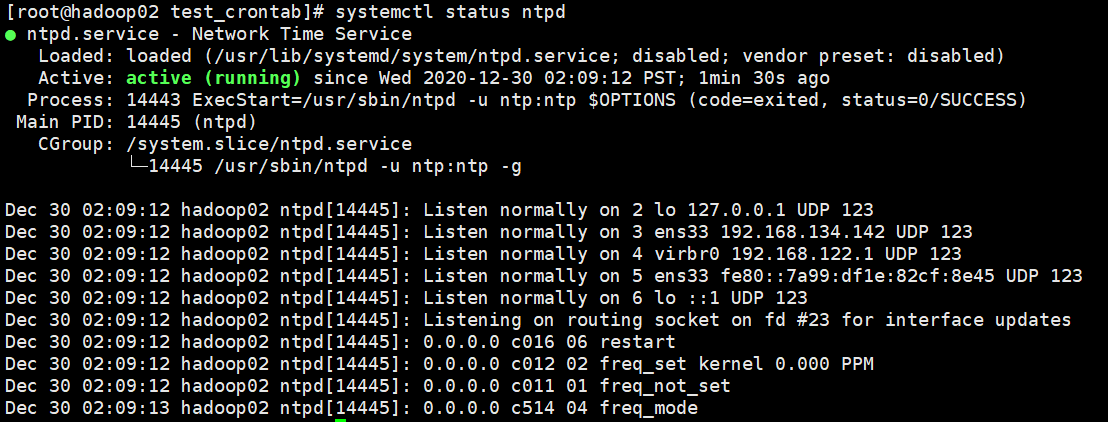 [root@hadoop02 test_crontab]# systemctl status ntpd
● ntpd.service - Network Time Service
   Loaded: loaded (/usr/lib/systemd/system/ntpd.service; disabled; vendor preset: disabled)
   Active: active (running) since Wed 2020-12-30 02:09:12 PST; 1min 30s ago
  Process: 14443 ExecStart=/usr/sbin/ntpd -u ntp:ntp $OPTIONS (code=exited, status=0/SUCCESS)
 Main PID: 14445 (ntpd)
   CGroup: /system.slice/ntpd.service
           └─14445 /usr/sbin/ntpd -u ntp:ntp -g

Dec 30 02:09:12 hadoop02 ntpd[14445]: Listen normally on 2 lo 127.0.0.1 UDP 123
Dec 30 02:09:12 hadoop02 ntpd[14445]: Listen normally on 3 ens33 192.168.134.142 UDP 123
Dec 30 02:09:12 hadoop02 ntpd[14445]: Listen normally on 4 virbr0 192.168.122.1 UDP 123
Dec 30 02:09:12 hadoop02 ntpd[14445]: Listen normally on 5 ens33 fe80::7a99:df1e:82cf:8e45 UDP 123
Dec 30 02:09:12 hadoop02 ntpd[14445]: Listen normally on 6 lo ::1 UDP 123
Dec 30 02:09:12 hadoop02 ntpd[14445]: Listening on routing socket on fd #23 for interface updates
Dec 30 02:09:12 hadoop02 ntpd[14445]: 0.0.0.0 c016 06 restart
Dec 30 02:09:12 hadoop02 ntpd[14445]: 0.0.0.0 c012 02 freq_set kernel 0.000 PPM
Dec 30 02:09:12 hadoop02 ntpd[14445]: 0.0.0.0 c011 01 freq_not_set
Dec 30 02:09:13 hadoop02 ntpd[14445]: 0.0.0.0 c514 04 freq_mode